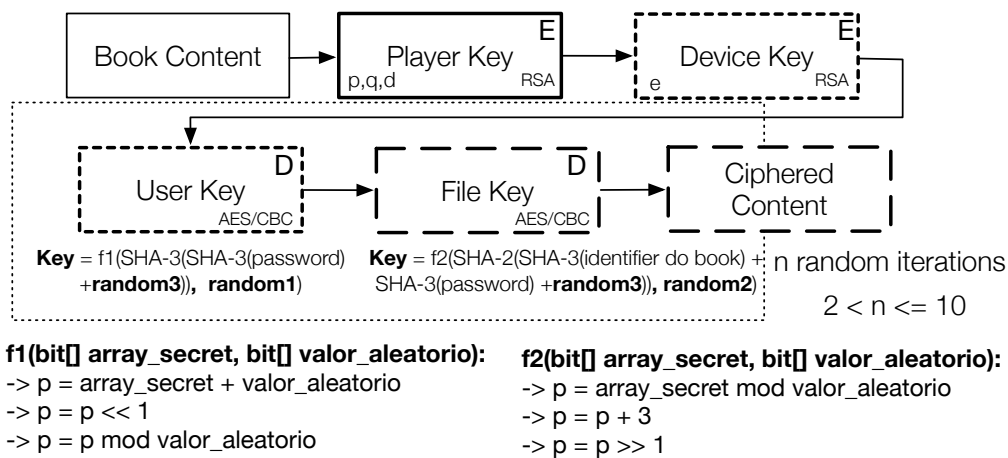 Book Content
Player Key
E
p,q,d
RSA
Device Key
E
e
RSA
User Key
D
AES/CBC
File Key
D
AES/CBC
Ciphered
Content
Key = f1(SHA-3(SHA-3(password)
+random3)), random1)
Key = f2(SHA-2(SHA-3(identifier do book) +
SHA-3(password) +random3)), random2)
n random iterations
2 < n <= 10
f1(bit[] array_secret, bit[] valor_aleatorio):
-> p = array_secret + valor_aleatorio
-> p = p << 1
-> p = p mod valor_aleatorio
f2(bit[] array_secret, bit[] valor_aleatorio):
-> p = array_secret mod valor_aleatorio
-> p = p + 3
-> p = p >> 1